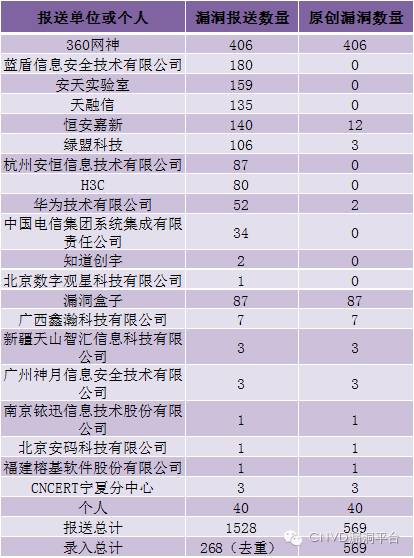 报送单位或个人 漏洞报送数量 原创漏洞数量
360网神 406 406
蓝盾信息安全技术有限公司 180 0
安天实验室 159 0
天融信 135 0
恒安嘉新 140 12
绿盟科技 106 3
杭州安恒信息技术有限公司 87 0
H3C 80 0
华为技术有限公司 52 2
中国电信集团系统集成有限
责任公司 34 0
知道创宇 2 0
北京数字观星科技有限公司 1 0
漏洞盒子 87 87
广西鑫瀚科技有限公司 7 7
新疆天山智汇信息科技有限
公司 3 3
广州神月信息安全技术有限
公司 3 3
南京铱迅信息技术股份有限
公司 1 1
北京安码科技有限公司 1 1
福建榕基软件股份有限公司 1 1
CNCERT宁夏分中心 3 3
个人 40 40
报送总计 1528 569
录入总计 268（去重） 569
CNVD漏洞平台